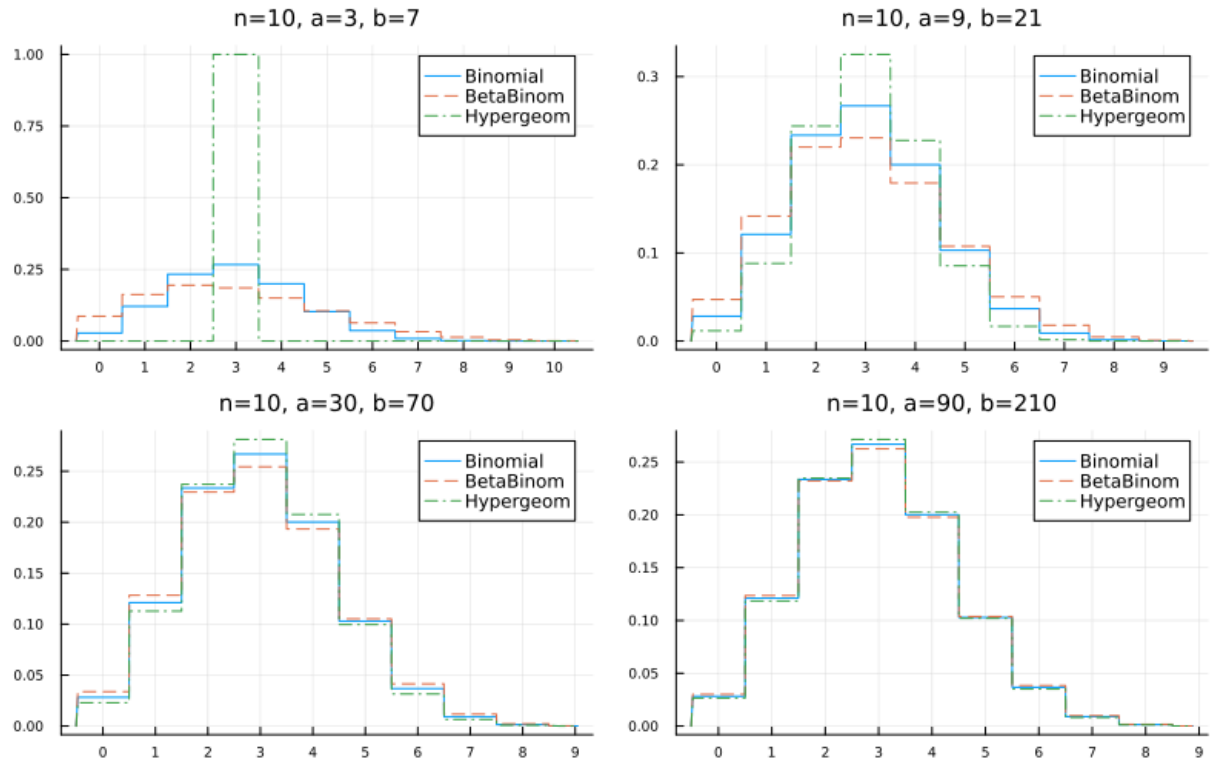 n=10, a=3, b=7
1.00
0.75
0.50
0.25
0.00
Binomial
BetaBinom
Hypergeom
0 1 2 3 4 5 6 7 8 9 10
n=10, a=9, b=21
0.3
0.2
0.1
0.0
Binomial
BetaBinom
Hypergeom
0 1 2 3 4 5 6 7 8 9
n=10, a=30, b=70
0.25
0.20
0.15
0.10
0.05
0.00
Binomial
BetaBinom
Hypergeom
0 1 2 3 4 5 6 7 8 9
n=10, a=90, b=210
0.25
0.20
0.15
0.10
0.05
0.00
Binomial
BetaBinom
Hypergeom
0 1 2 3 4 5 6 7 8 9